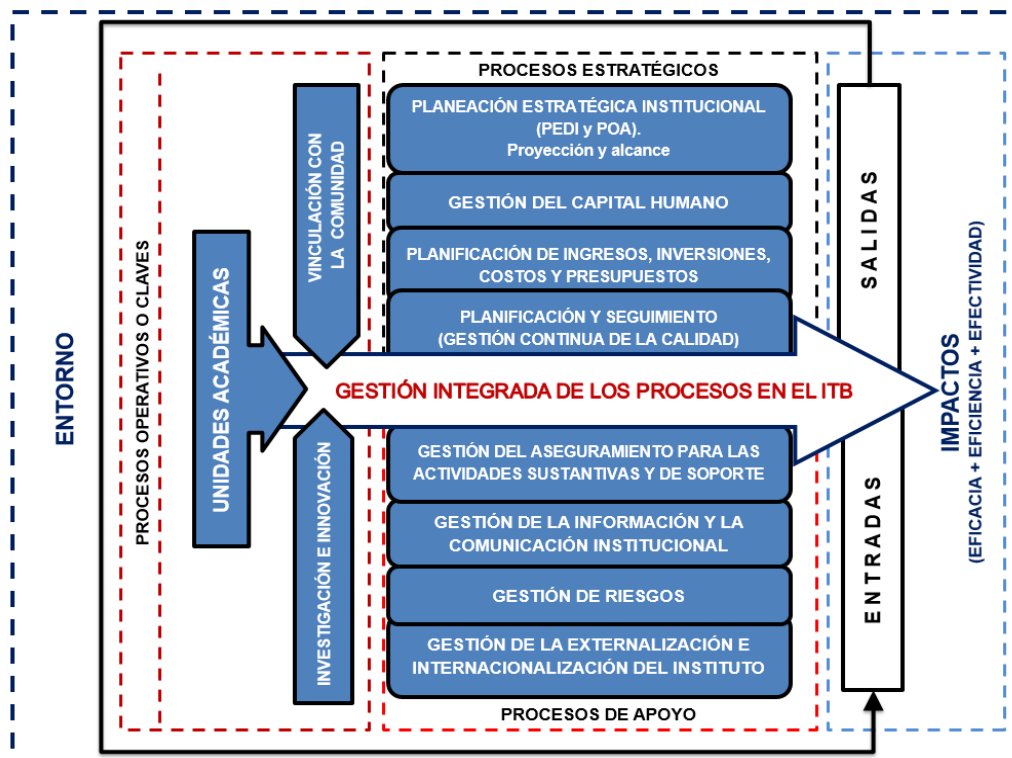 ENTORNO
PROCESOS OPERATIVOS O CLAVES
UNIDADES ACADÉMICAS
VINCULACIÓN CON
LA COMUNIDAD
INVESTIGACIÓN E INNOVACIÓN
PROCESOS ESTRATÉGICOS
PLANEACIÓN ESTRATÉGICA INSTITUCIONAL
(PEDI y POA).
Proyección y alcance
GESTIÓN DEL CAPITAL HUMANO
PLANIFICACIÓN DE INGRESOS, INVERSIONES,
COSTOS Y PRESUPUESTOS
PLANIFICACIÓN Y SEGUIMIENTO
(GESTIÓN CONTINUA DE LA CALIDAD)
GESTIÓN INTEGRADA DE LOS PROCESOS EN EL ITB
GESTIÓN DEL ASEGURAMIENTO PARA LAS
ACTIVIDADES SUSTANTIVAS Y DE SOPORTE
GESTIÓN DE LA INFORMACIÓN Y LA
COMUNICACIÓN INSTITUCIONAL
GESTIÓN DE RIESGOS
GESTIÓN DE LA EXTERNALIZACIÓN E
INTERNACIONALIZACIÓN DEL INSTITUTO
PROCESOS DE APOYO
SALIDAS
ENTRADAS
IMPACTOS
(EFICACIA + EFICIENCIA + EFECTIVIDAD)